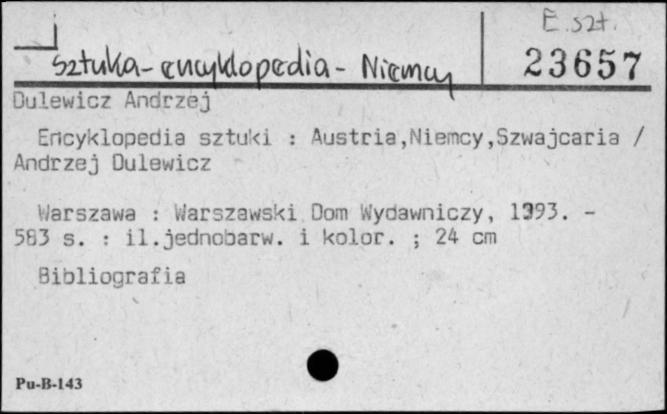 E. szt.
Sztuka - encyklopedia - Niemcy
23657
Dulewicz Andrzej
Encyklopedia sztuki : Austria,Niemcy,Szwajcaria /
Andrzej Dulewicz
Warszawa : Warszawski Dom Wydawniczy, 1993. -
583 s. : il.jednobarw. i kolor. ; 24 cm
Bibliografia
Pu-B-143